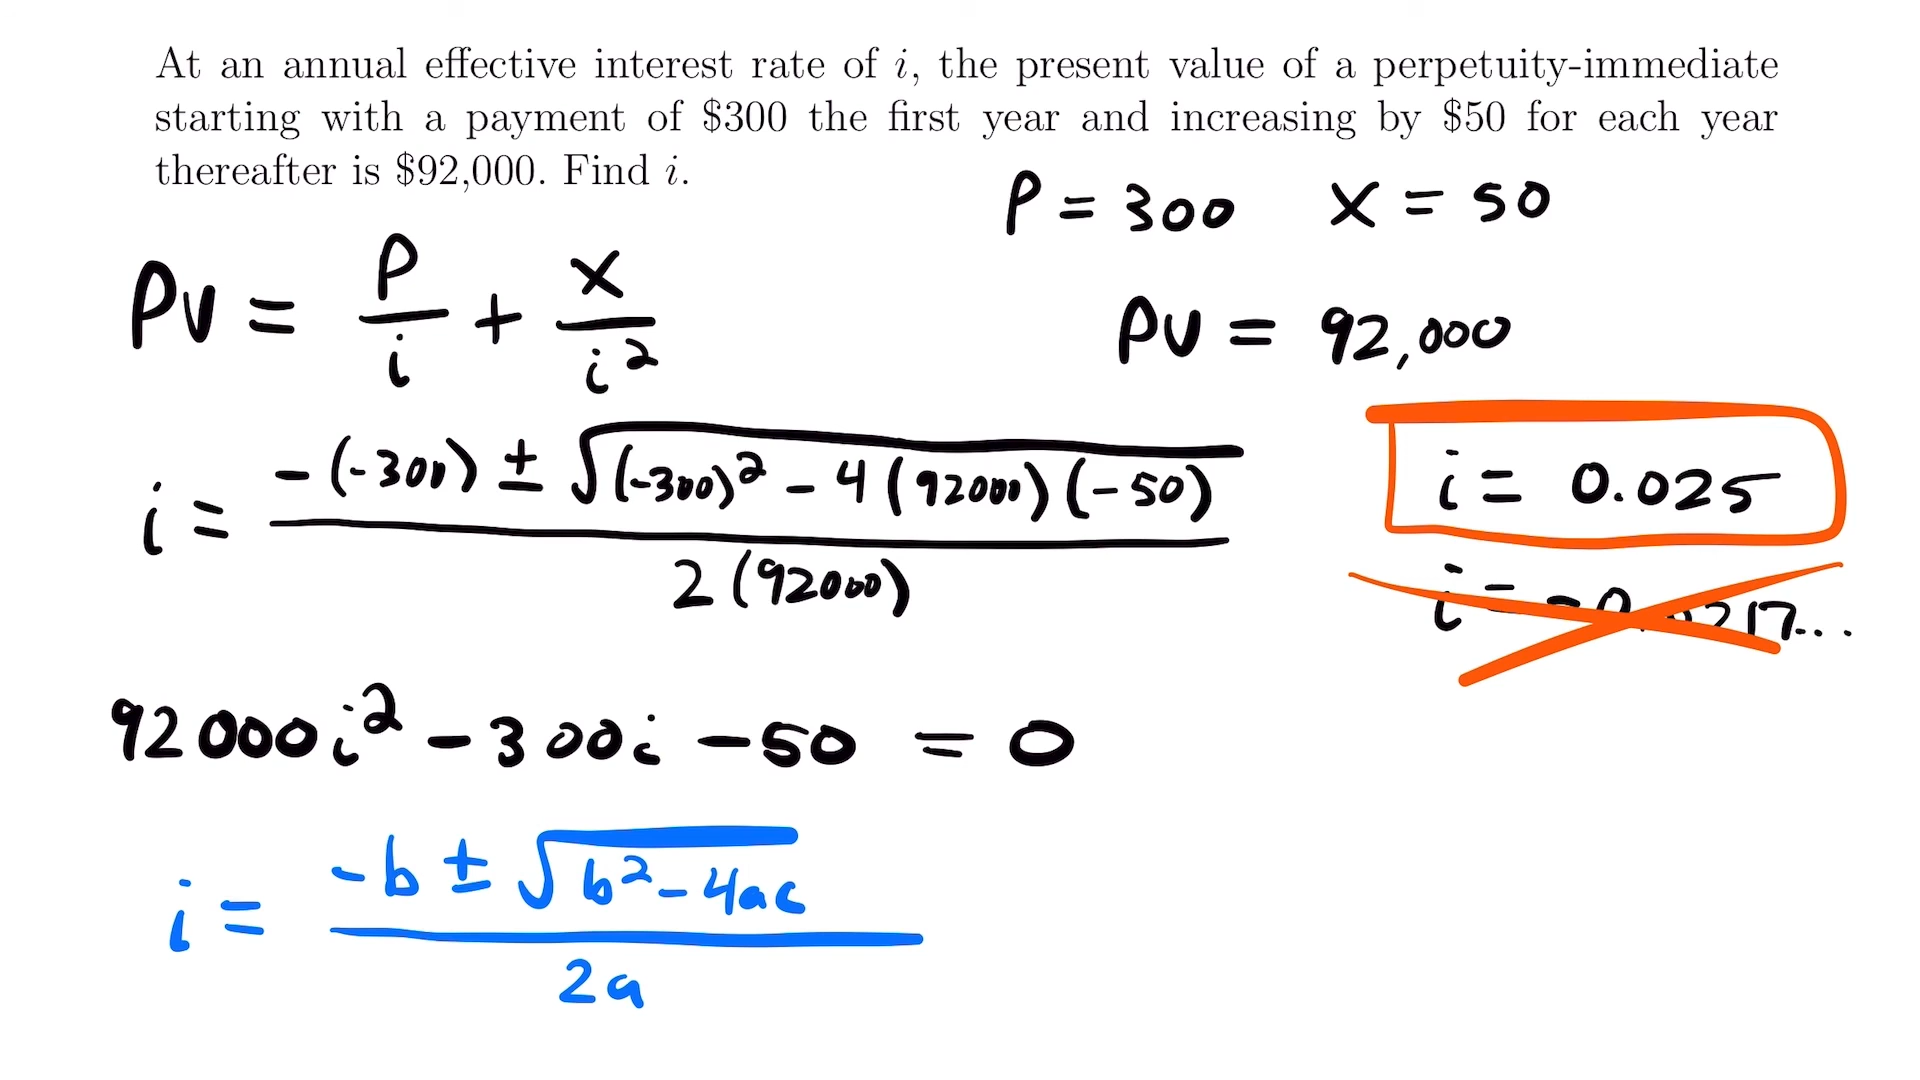 At an annual effective interest rate of i, the present value of a perpetuity-immediate
starting with a payment of $300 the first year and increasing by $50 for each year
thereafter is $92,000. Find i.
P = 300 X = 50
PV = P/i + X/i²
PV = 92,000
i = (-(-300) ± √((-300)² - 4(92000)(-50))) / (2(92000))
i = 0.025
i = -0.0217...
92000i² - 300i - 50 = 0
i = (-b ± √(b² - 4ac)) / (2a)